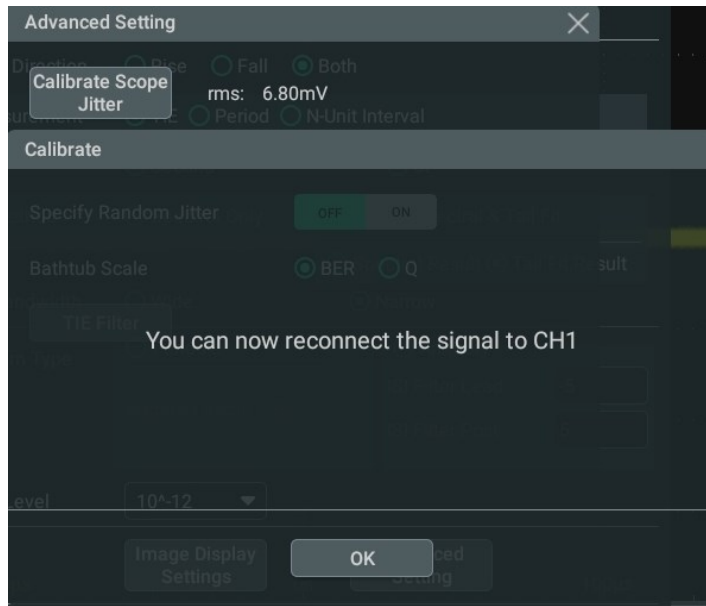 Advanced Setting
Direction Rise Fall Both
Calibrate Scope
Jitter
rms: 6.80mV
TIE Period N-Unit Interval
Calibrate
Specify Random Jitter OFF ON
Bathtub Scale BER Q
TIE Filter
You can now reconnect the signal to CH1
Level 10^-12
Image Display
Settings
OK
Setting